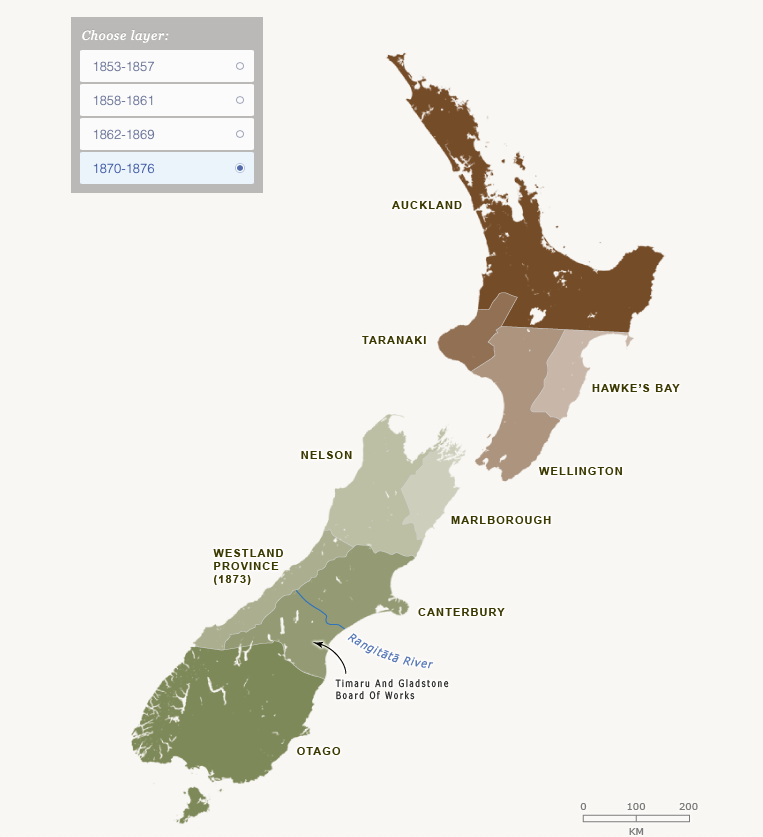 Choose layer:
1853-1857
1858-1861
1862-1869
1870-1876
AUCKLAND
TARANAKI
HAWKE'S BAY
WELLINGTON
NELSON
MARLBOROUGH
WESTLAND
PROVINCE
(1873)
CANTERBURY
Rangitātā River
Timaru And Gladstone
Board Of Works
OTAGO
0 100 200
KM